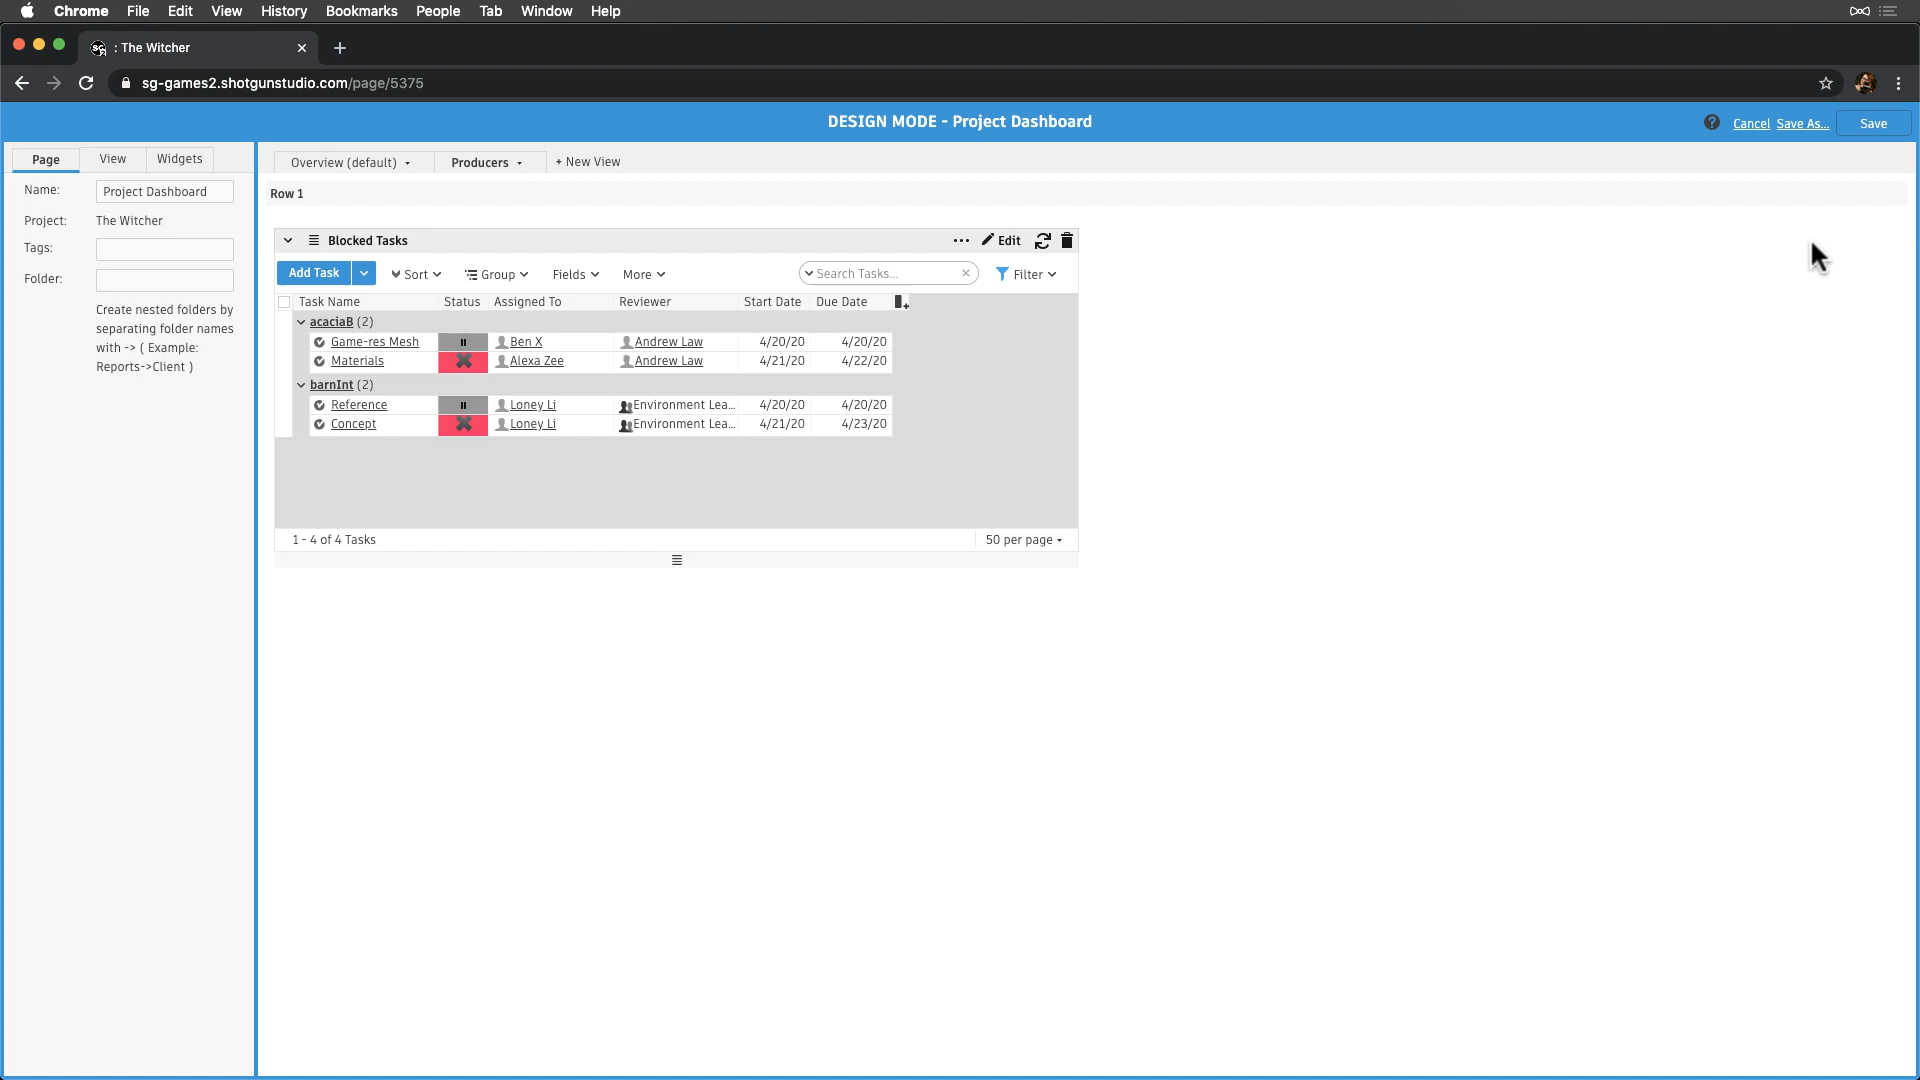 Chrome File Edit View History Bookmarks People Tab Window Help
: The Witcher
sg-games2.shotgunstudio.com/page/5375
DESIGN MODE - Project Dashboard
Cancel Save As... Save
Page View Widgets
Overview (default) Producers + New View
Name: Project Dashboard
Project: The Witcher
Tags:
Folder:
Create nested folders by
separating folder names
with -> ( Example:
Reports->Client )
Row 1
Blocked Tasks
Edit
Add Task Sort Group Fields More Search Tasks... Filter
Task Name Status Assigned To Reviewer Start Date Due Date
acaciaB (2)
Game-res Mesh Ben X Andrew Law 4/20/20 4/20/20
Materials Alexa Zee Andrew Law 4/21/20 4/22/20
barnInt (2)
Reference Loney Li Environment Lea... 4/20/20 4/20/20
Concept Loney Li Environment Lea... 4/21/20 4/23/20
1 - 4 of 4 Tasks 50 per page